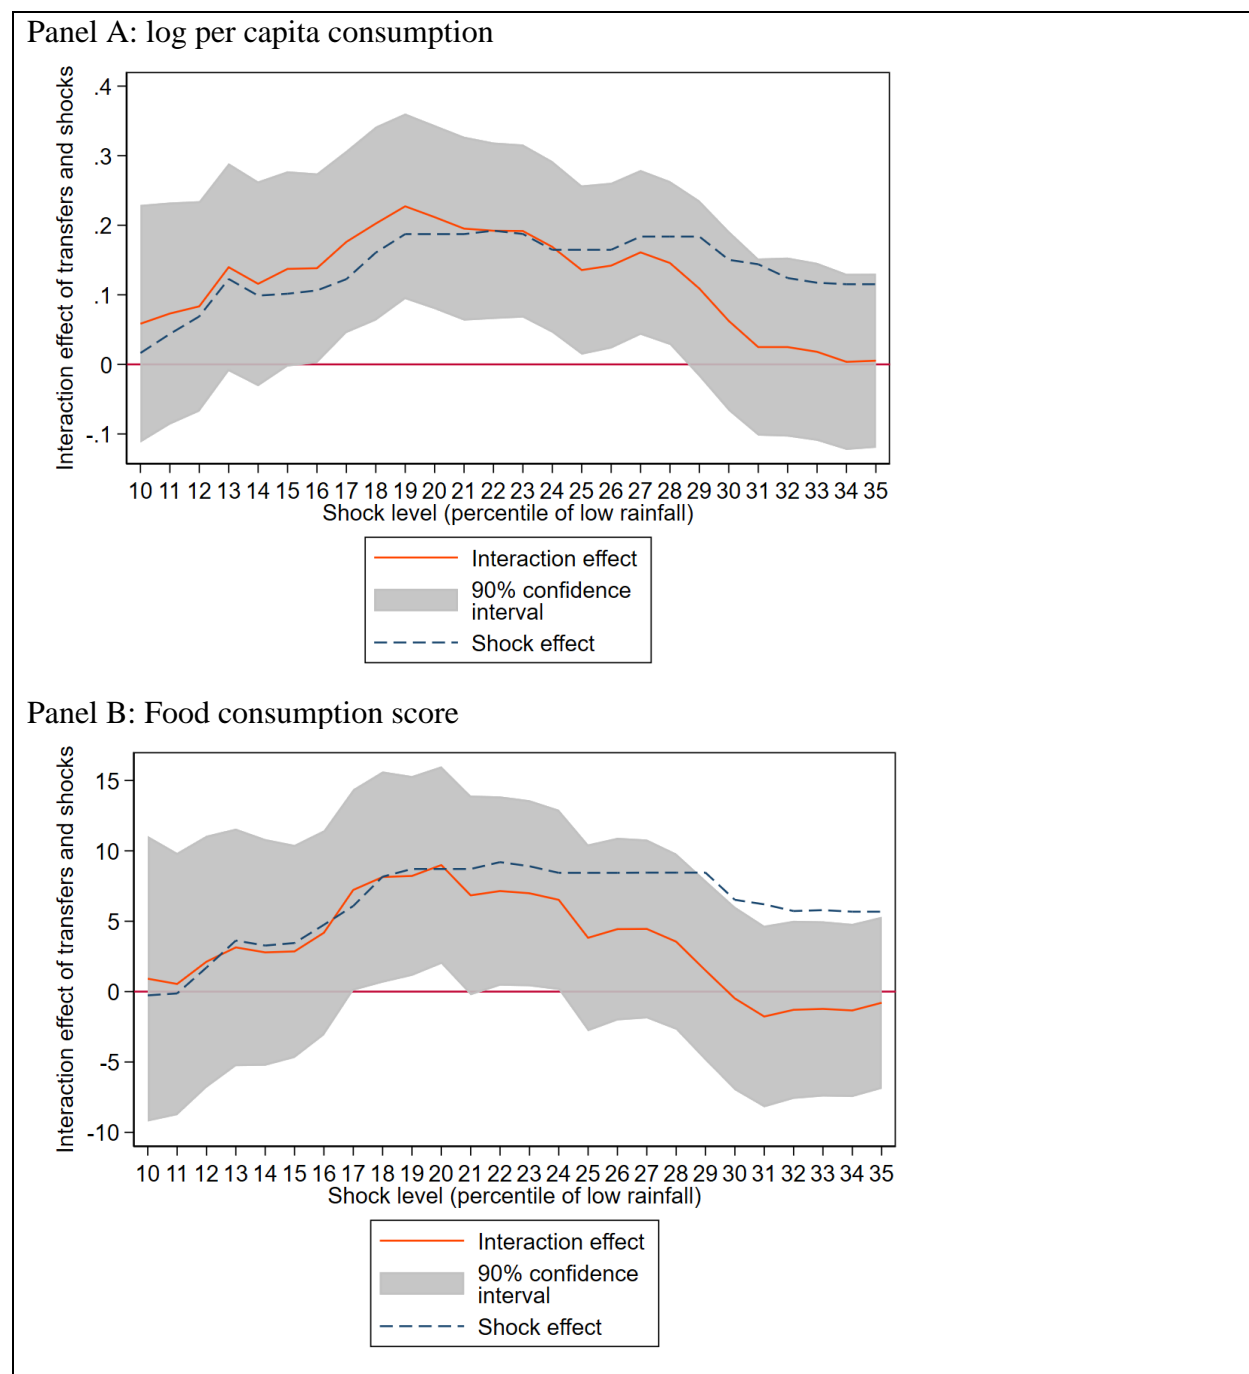 Panel A: log per capita consumption
Interaction effect of transfers and shocks
.4
.3
.2
.1
0
-.1
10 11 12 13 14 15 16 17 18 19 20 21 22 23 24 25 26 27 28 29 30 31 32 33 34 35
Shock level (percentile of low rainfall)
Interaction effect
90% confidence
interval
Shock effect
Panel B: Food consumption score
Interaction effect of transfers and shocks
15
10
5
0
-5
-10
10 11 12 13 14 15 16 17 18 19 20 21 22 23 24 25 26 27 28 29 30 31 32 33 34 35
Shock level (percentile of low rainfall)
Interaction effect
90% confidence
interval
Shock effect